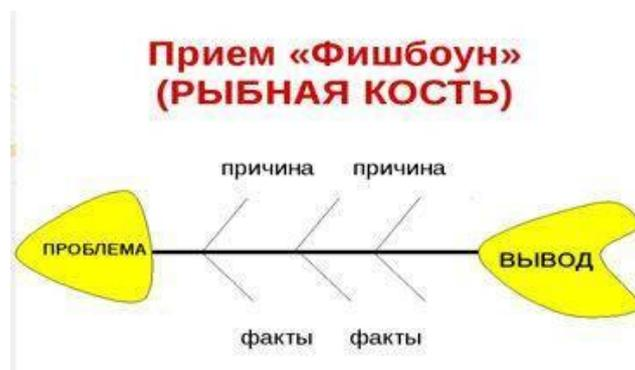 Прием «Фишбоун»
(РЫБНАЯ КОСТЬ)
причина причина
ПРОБЛЕМА
ВЫВОД
факты факты